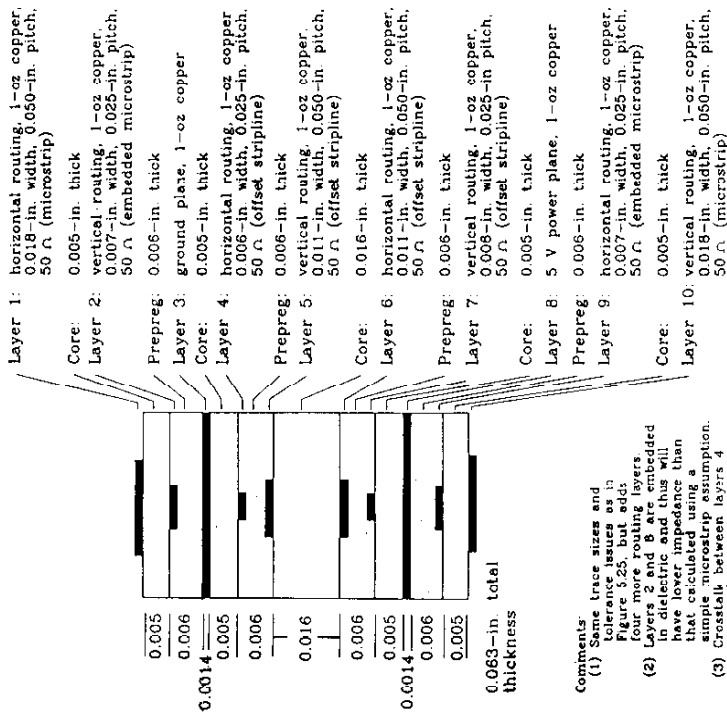 Layer 1: horizontal routing, 1-oz copper,
0.018-in. width, 0.050-in. pitch,
50 Ω (microstrip)
Core: 0.005-in. thick
Layer 2: vertical routing, 1-oz copper,
0.007-in. width, 0.025-in. pitch,
50 Ω (embedded microstrip)
Prepreg: 0.006-in. thick
Layer 3: ground plane, 1-oz copper
Core: 0.005-in. thick
Layer 4: horizontal routing, 1-oz copper
0.006-in. width, 0.025-in. pitch,
50 Ω (offset stripline)
Prepreg: 0.006-in. thick
Layer 5: vertical routing, 1-oz copper,
0.011-in. width, 0.050-in. pitch,
50 Ω (offset stripline)
Core: 0.016-in. thick
Layer 6: horizontal routing, 1-oz copper,
0.011-in. width, 0.050-in. pitch,
50 Ω (offset stripline)
Prepreg: 0.006-in. thick
Layer 7: vertical routing, 1-oz copper,
0.008-in. width, 0.025-in. pitch,
50 Ω (offset stripline)
Core: 0.005-in. thick
Layer 8: 5 V power plane, 1-oz copper
Prepreg: 0.006-in. thick
Layer 9: horizontal routing, 1-oz copper,
0.007-in. width, 0.025-in. pitch,
50 Ω (embedded microstrip)
Core: 0.005-in. thick
Layer 10: vertical routing, 1-oz copper,
0.018-in. width, 0.050-in. pitch,
50 Ω (microstrip)
0.005
0.006
0.0014
0.005
0.006
0.016
0.006
0.005
0.0014
0.006
0.005
0.063-in. total
thickness
Comments:
(1) Same trace sizes and
tolerance issues as in
Figure 5.25, but adds
four more routing layers.
(2) Layers 2 and 8 are embedded
in dielectric and thus will
have lower impedance than
that calculated using a
simple microstrip assumption.
(3) Crosstalk between layers 4